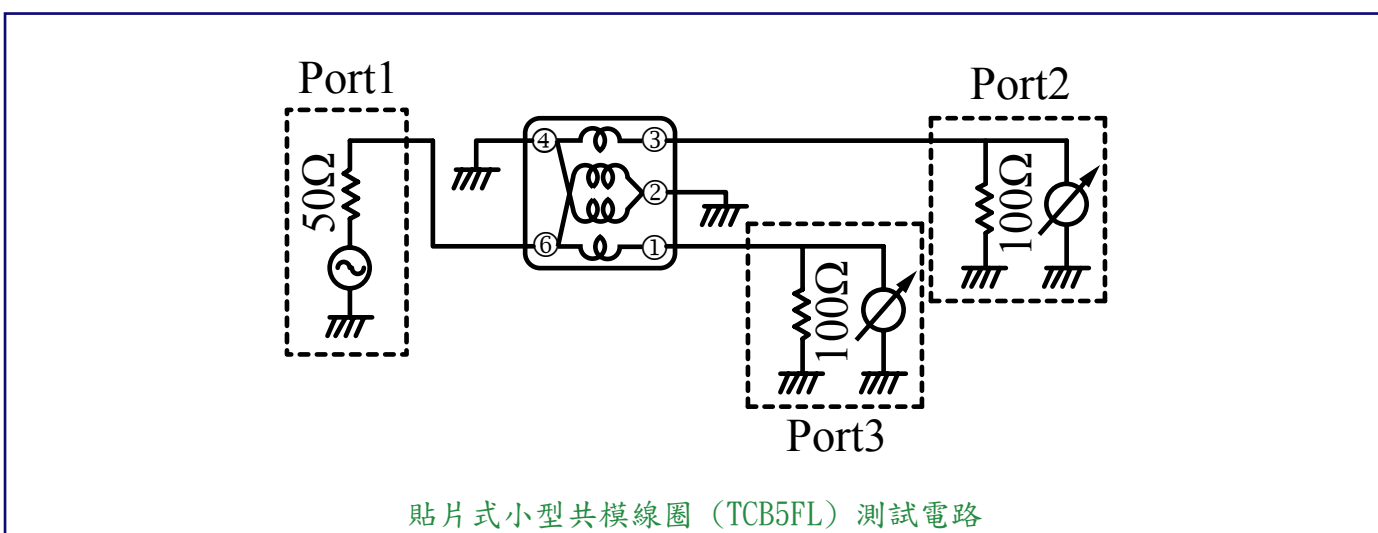 Port1
Port2
50Ω
④
③
②
⑥
①
100Ω
100Ω
Port3
貼片式小型共模線圈 (TCB5FL) 測試電路